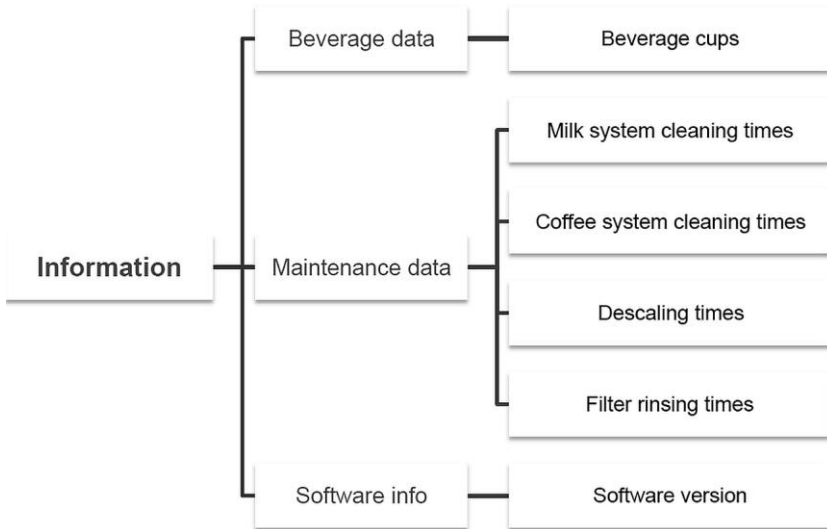 Information
Beverage data
Beverage cups
Maintenance data
Milk system cleaning times
Coffee system cleaning times
Descaling times
Filter rinsing times
Software info
Software version